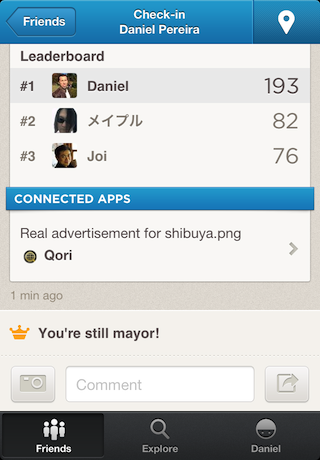 Friends
Check-in
Daniel Pereira
Leaderboard
#1 Daniel 193
#2 メイプル 82
#3 Joi 76
CONNECTED APPS
Real advertisement for shibuya.png
Qori
1 min ago
You're still mayor!
Comment
Friends Explore Daniel